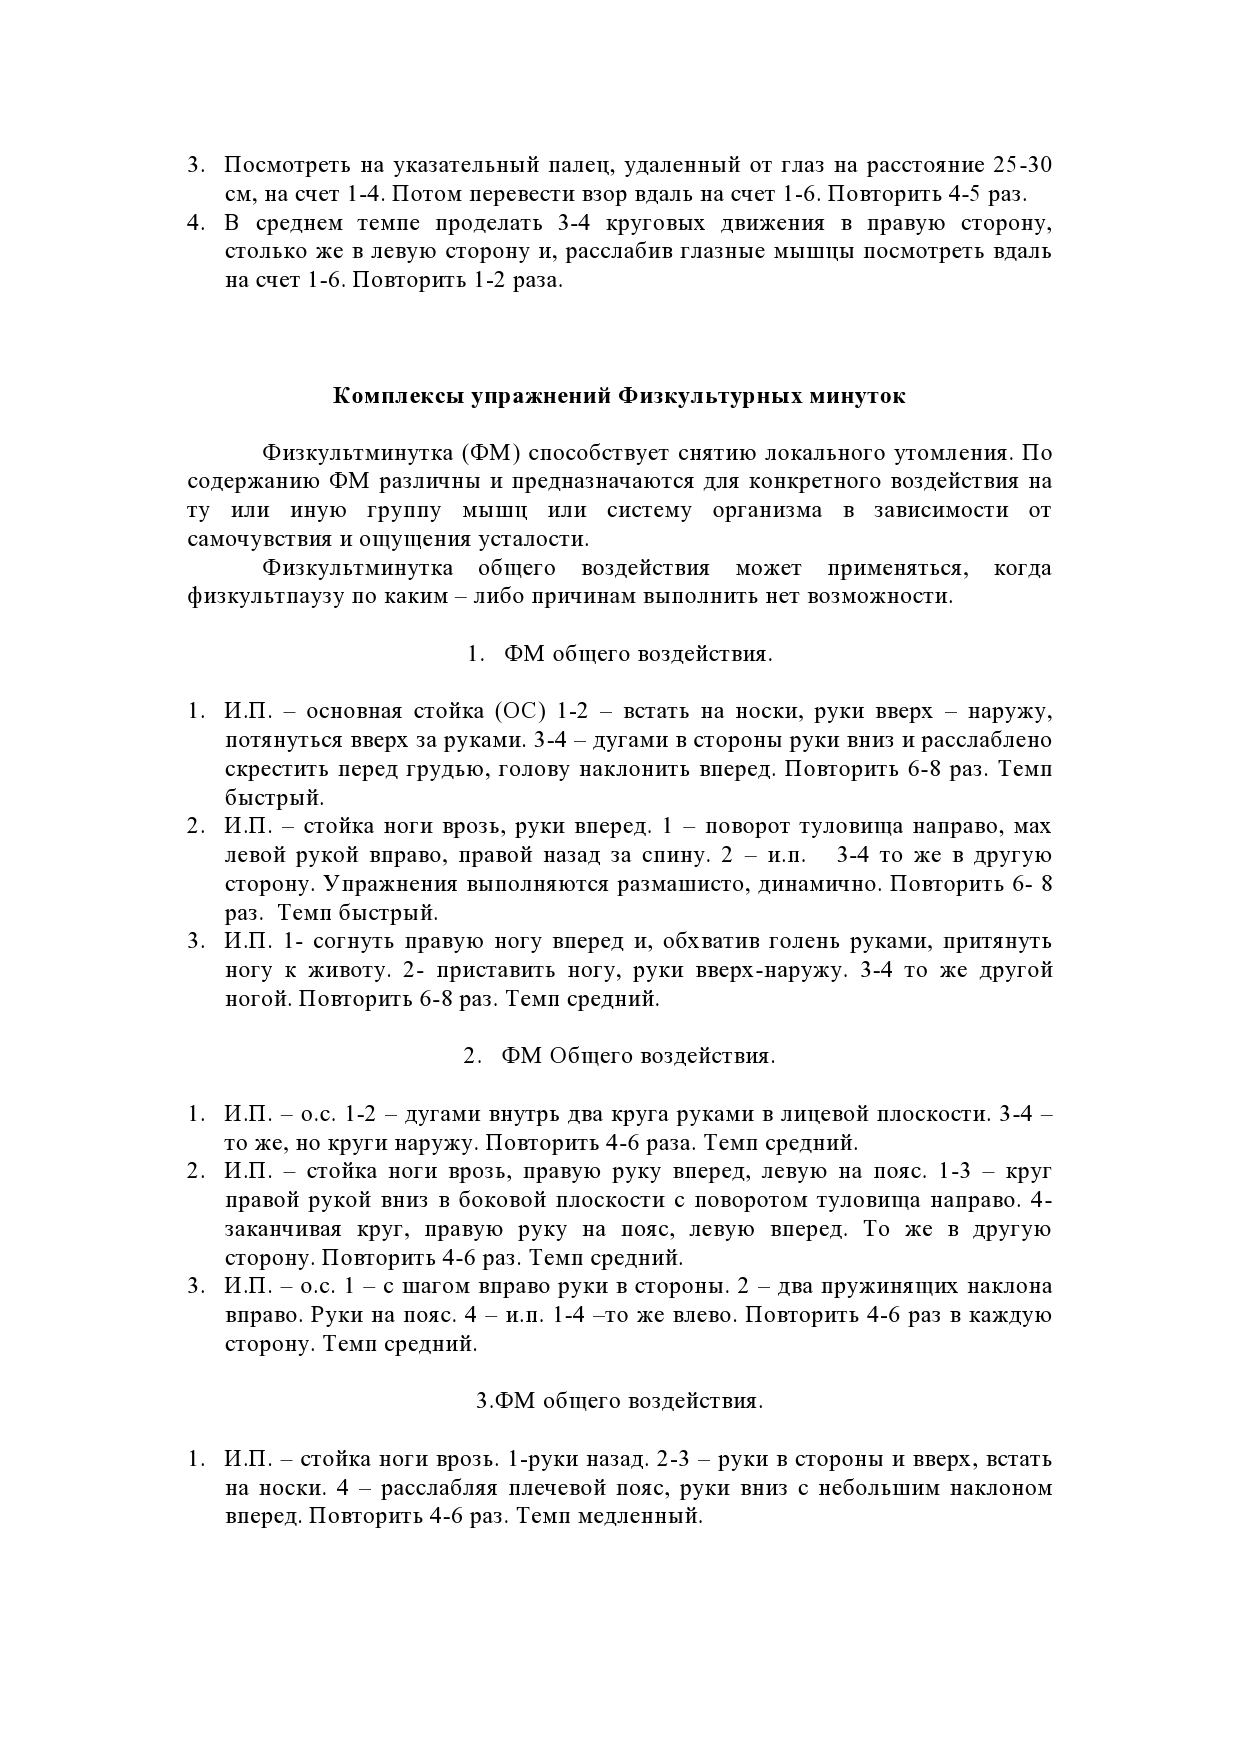 3. Посмотреть на указательный палец, удаленный от глаз на расстояние 25-30
см, на счет 1-4. Потом перевести взор вдаль на счет 1-6. Повторить 4-5 раз.
4. В среднем темпе проделать 3-4 круговых движения в правую сторону,
столько же в левую сторону и, расслабив глазные мышцы посмотреть вдаль
на счет 1-6. Повторить 1-2 раза.
Комплексы упражнений Физкультурных минуток
Физкультминутка (ФМ) способствует снятию локального утомления. По
содержанию ФМ различны и предназначаются для конкретного воздействия на
ту или иную группу мышц или систему организма в зависимости от
самочувствия и ощущения усталости.
Физкультминутка общего воздействия может применяться, когда
физкультпаузу по каким – либо причинам выполнить нет возможности.
1. ФМ общего воздействия.
1. И.П. – основная стойка (ОС) 1-2 – встать на носки, руки вверх – наружу,
потянуться вверх за руками. 3-4 – дугами в стороны руки вниз и расслаблено
скрестить перед грудью, голову наклонить вперед. Повторить 6-8 раз. Темп
быстрый.
2. И.П. – стойка ноги врозь, руки вперед. 1 – поворот туловища направо, мах
левой рукой вправо, правой назад за спину. 2 – и.п. 3-4 то же в другую
сторону. Упражнения выполняются размашисто, динамично. Повторить 6- 8
раз. Темп быстрый.
3. И.П. 1- согнуть правую ногу вперед и, обхватив голень руками, притянуть
ногу к животу. 2- приставить ногу, руки вверх-наружу. 3-4 то же другой
ногой. Повторить 6-8 раз. Темп средний.
2. ФМ Общего воздействия.
1. И.П. – о.с. 1-2 – дугами внутрь два круга руками в лицевой плоскости. 3-4 –
то же, но круги наружу. Повторить 4-6 раза. Темп средний.
2. И.П. – стойка ноги врозь, правую руку вперед, левую на пояс. 1-3 – круг
правой рукой вниз в боковой плоскости с поворотом туловища направо. 4-
заканчивая круг, правую руку на пояс, левую вперед. То же в другую
сторону. Повторить 4-6 раз. Темп средний.
3. И.П. – о.с. 1 – с шагом вправо руки в стороны. 2 – два пружинящих наклона
вправо. Руки на пояс. 4 – и.п. 1-4 –то же влево. Повторить 4-6 раз в каждую
сторону. Темп средний.
3.ФМ общего воздействия.
1. И.П. – стойка ноги врозь. 1-руки назад. 2-3 – руки в стороны и вверх, встать
на носки. 4 – расслабляя плечевой пояс, руки вниз с небольшим наклоном
вперед. Повторить 4-6 раз. Темп медленный.